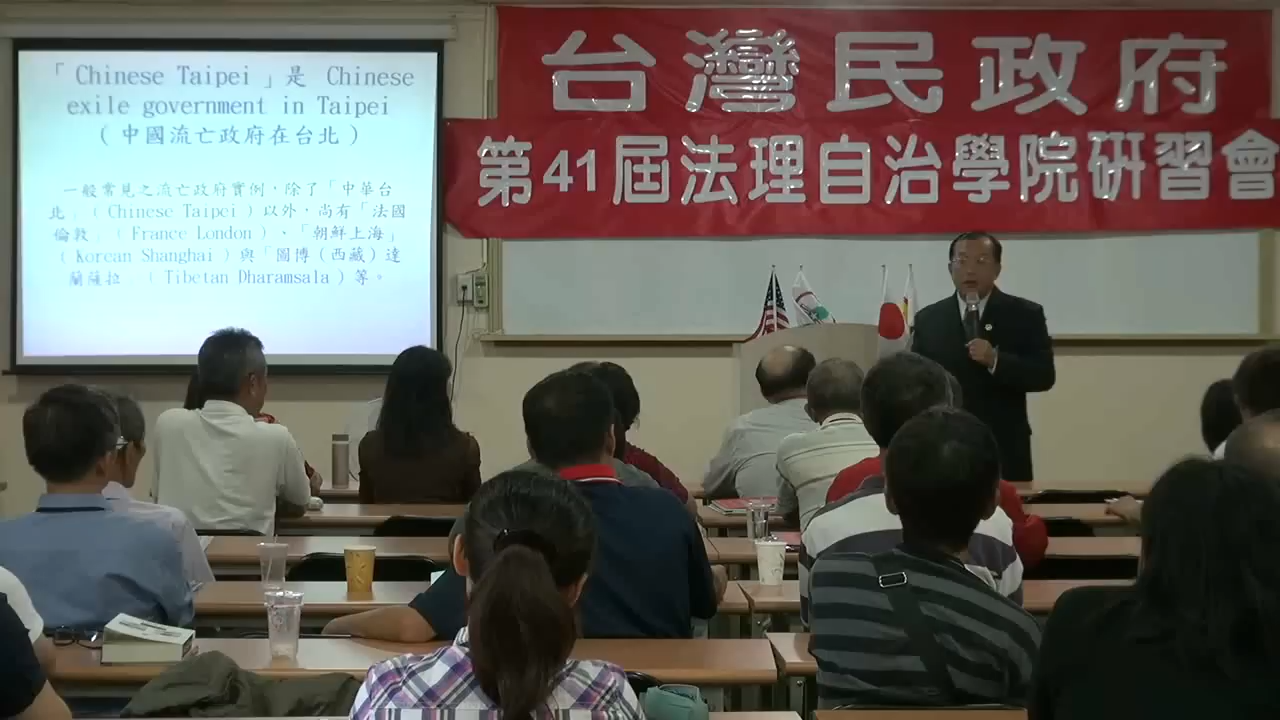 「Chinese Taipei」是 Chinese
exile government in Taipei
(中國流亡政府在台北)
一般常見之流亡政府實例，除了「中華台
北」(Chinese Taipei)以外，尚有「法國
倫敦」(France London)、「朝鮮上海」
(Korean Shanghai)與「圖博(西藏)達
蘭薩拉」(Tibetan Dharamsala)等。
台灣民政府
第41屆法理自治學院研習會